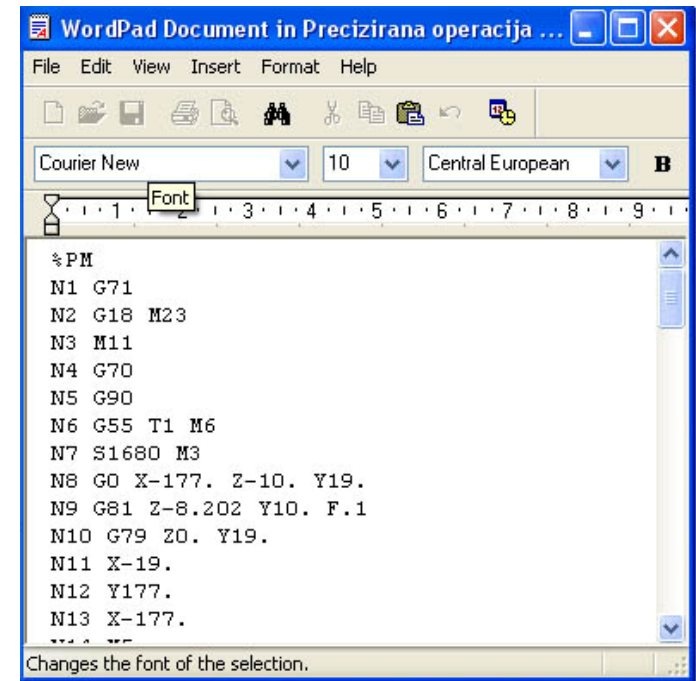 WordPad Document in Precizirana operacija ...
File Edit View Insert Format Help
Courier New 10 Central European B
Font
1 2 3 4 5 6 7 8 9
%PM
N1 G71
N2 G18 M23
N3 M11
N4 G70
N5 G90
N6 G55 T1 M6
N7 S1680 M3
N8 G0 X-177. Z-10. Y19.
N9 G81 Z-8.202 Y10. F.1
N10 G79 Z0. Y19.
N11 X-19.
N12 Y177.
N13 X-177.
Changes the font of the selection.